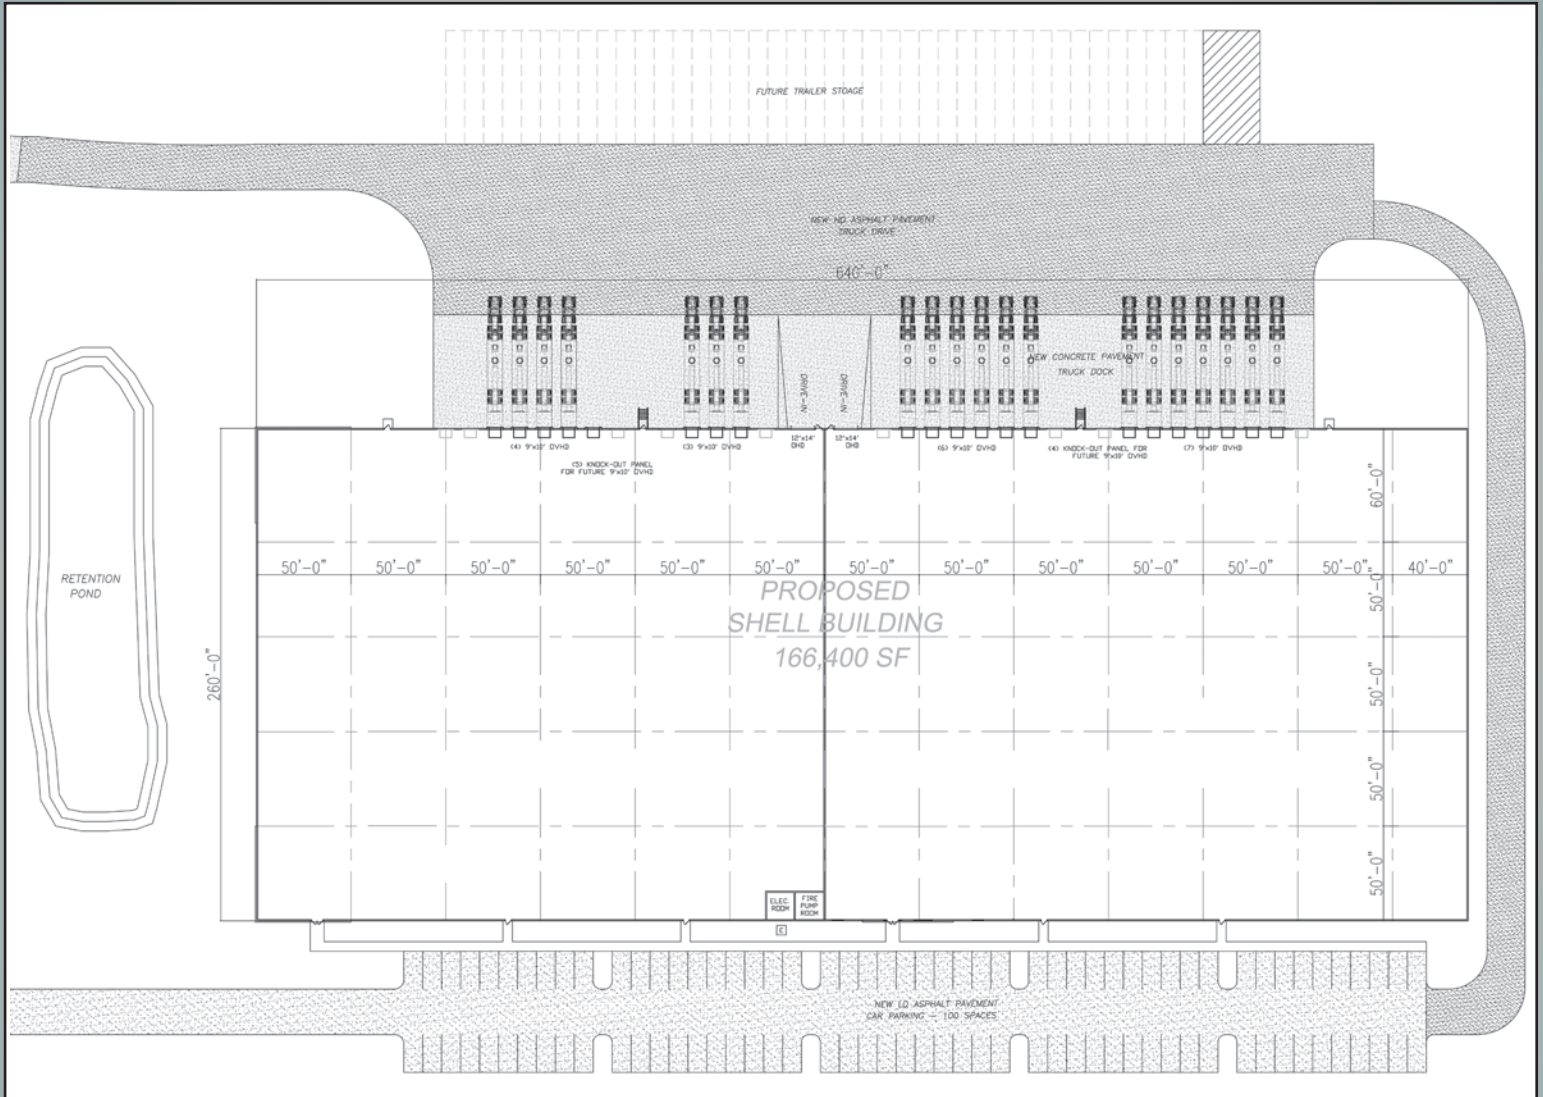 FUTURE TRAILER STOAGE
NEW HD ASPHALT PAVEMENT
TRUCK DRIVE
640'-0"
NEW CONCRETE PAVEMENT
TRUCK DOCK
DRIVE-IN
DRIVE-IN
(4) 9'x10' OVHD
(3) 9'x10' OVHD
12'x14'
OHD
12'x14'
OHD
(6) 9'x10' OVHD
(4) KNOCK-OUT PANEL FOR
FUTURE 9'x10' OVHD
(7) 9'x10' OVHD
(5) KNOCK-OUT PANEL
FOR FUTURE 9'x10' OVHD
60'-0"
RETENTION
POND
50'-0"
50'-0"
50'-0"
50'-0"
50'-0"
50'-0"
50'-0"
50'-0"
50'-0"
50'-0"
50'-0"
50'-0"
40'-0"
50'-0"
PROPOSED
SHELL BUILDING
166,400 SF
260'-0"
50'-0"
50'-0"
50'-0"
ELEC.
ROOM
FIRE
PUMP
ROOM
E
NEW LD ASPHALT PAVEMENT
CAR PARKING - 100 SPACES